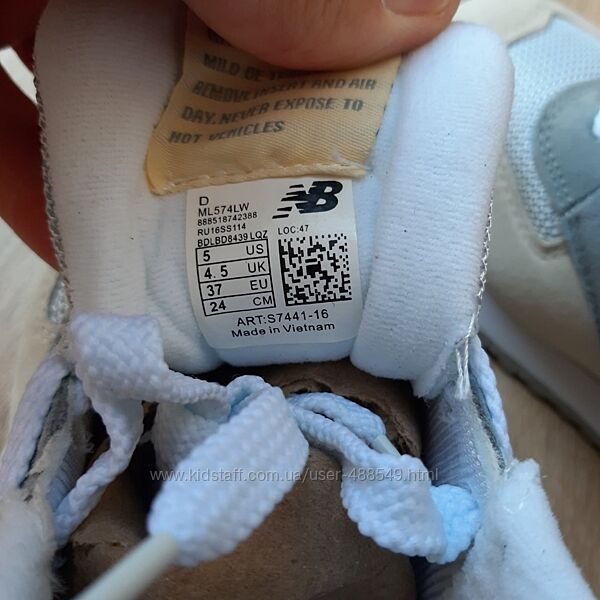 MILD OF
REMOVE INSERT AND AIR
DAY. NEVER EXPOSE TO
HOT VEHICLES
D
NB
ML574LW
888518742388
RU16SS114
LOC:47
BDLBD8439 LQZ
5 US
4.5 UK
37 EU
24 CM
ART:S7441-16
Made in Vietnam
www.kidstaff.com.ua/user-488549.html